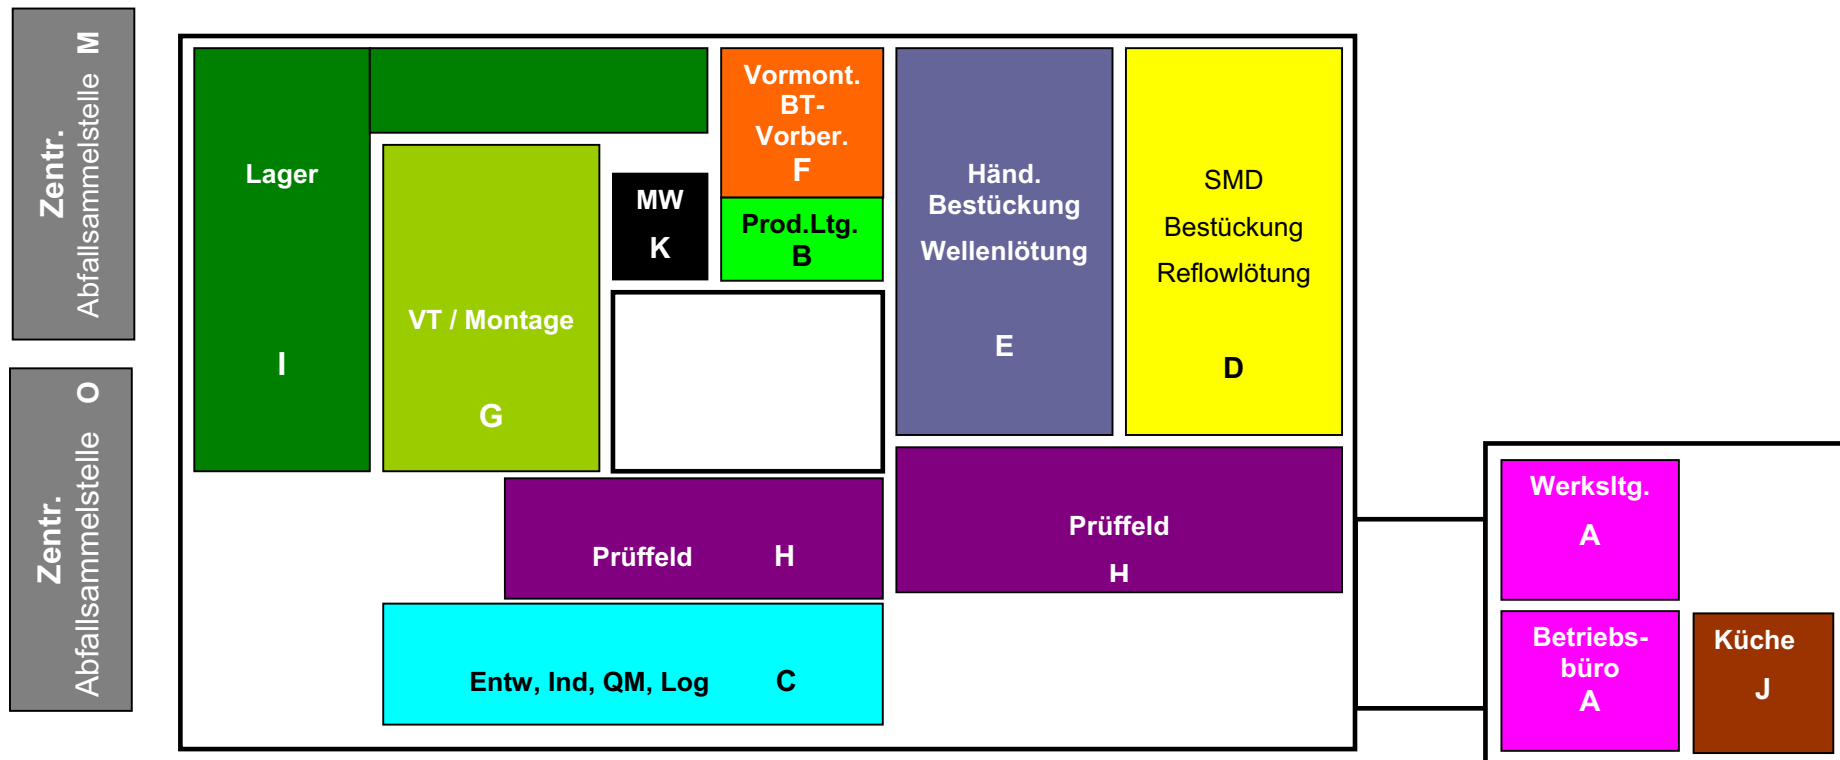 Zentr.
Abfallsammelstelle M
Zentr.
Abfallsammelstelle O
Lager
I
VT / Montage
G
MW
K
Vormont.
BT-
Vorber.
F
Prod.Ltg.
B
Händ.
Bestückung
Wellenlötung
E
SMD
Bestückung
Reflowlötung
D
Prüffeld H
Prüffeld
H
Entw, Ind, QM, Log C
Werksltg.
A
Betriebs-
büro
A
Küche
J